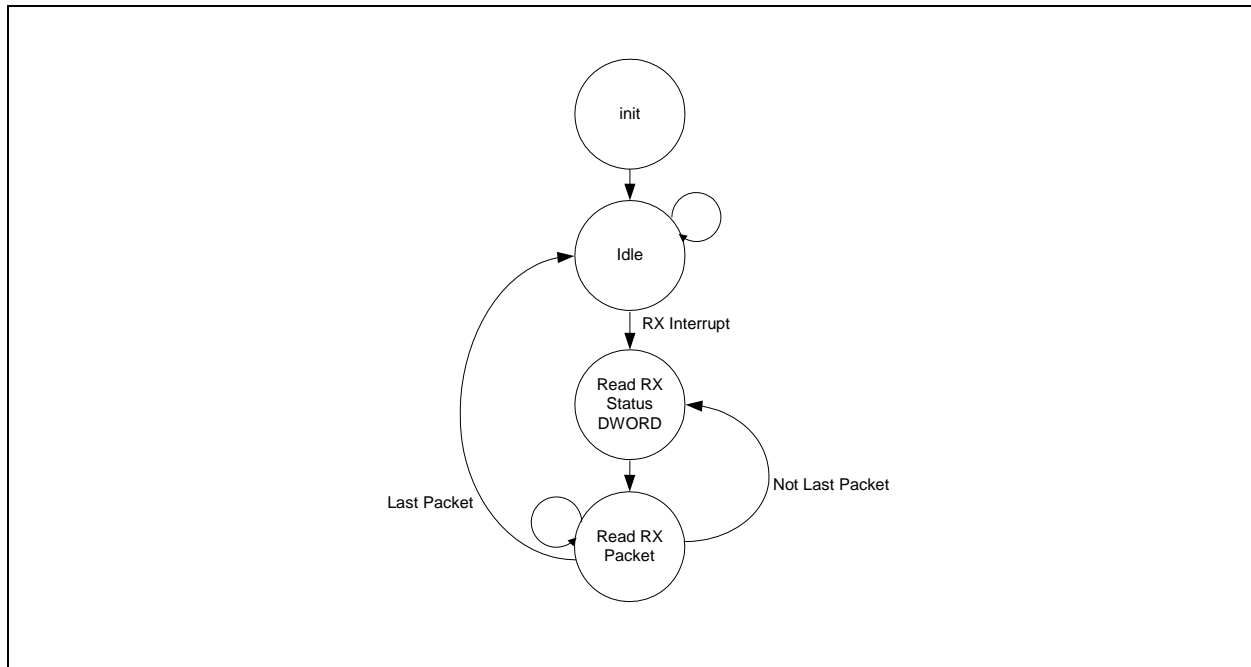 init
Idle
RX Interrupt
Read RX
Status
DWORD
Not Last Packet
Last Packet
Read RX
Packet